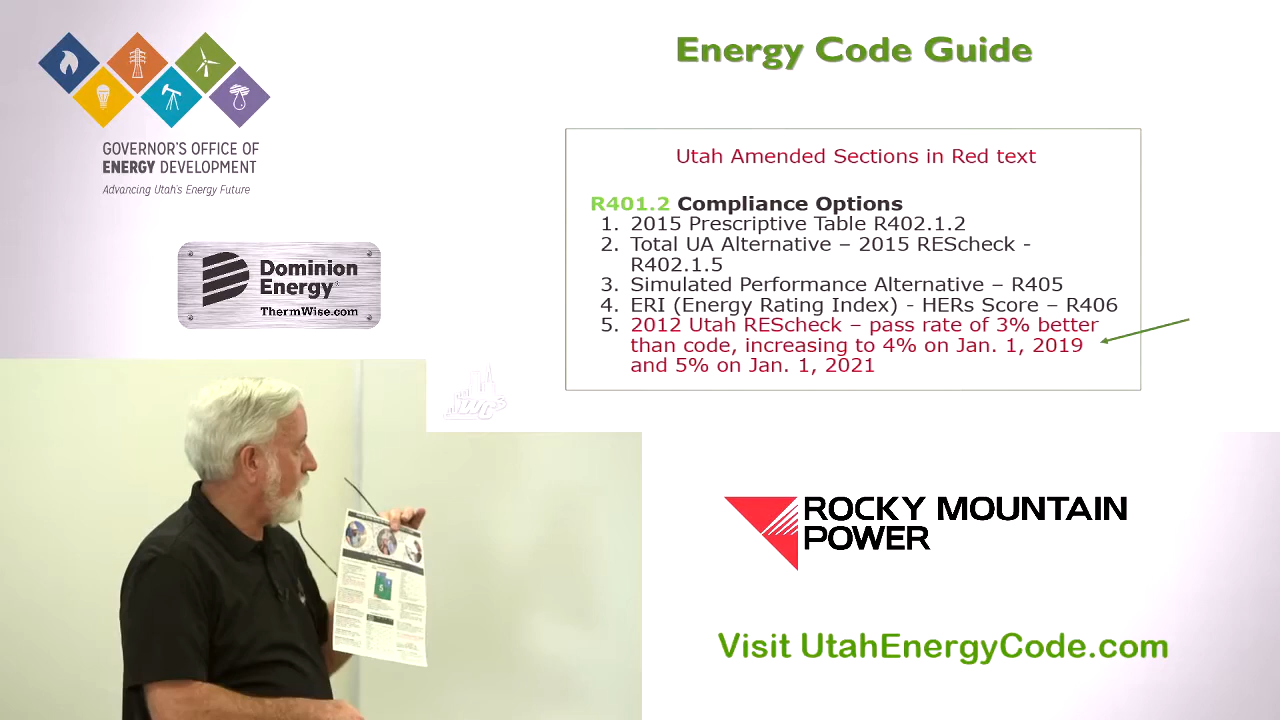 Energy Code Guide
GOVERNOR'S OFFICE OF
ENERGY DEVELOPMENT
Advancing Utah's Energy Future
Dominion
Energy®
ThermWise.com
Utah Amended Sections in Red text
R401.2 Compliance Options
1. 2015 Prescriptive Table R402.1.2
2. Total UA Alternative – 2015 REScheck -
R402.1.5
3. Simulated Performance Alternative – R405
4. ERI (Energy Rating Index) - HERs Score – R406
5. 2012 Utah REScheck – pass rate of 3% better
than code, increasing to 4% on Jan. 1, 2019
and 5% on Jan. 1, 2021
ROCKY MOUNTAIN
POWER
Visit UtahEnergyCode.com